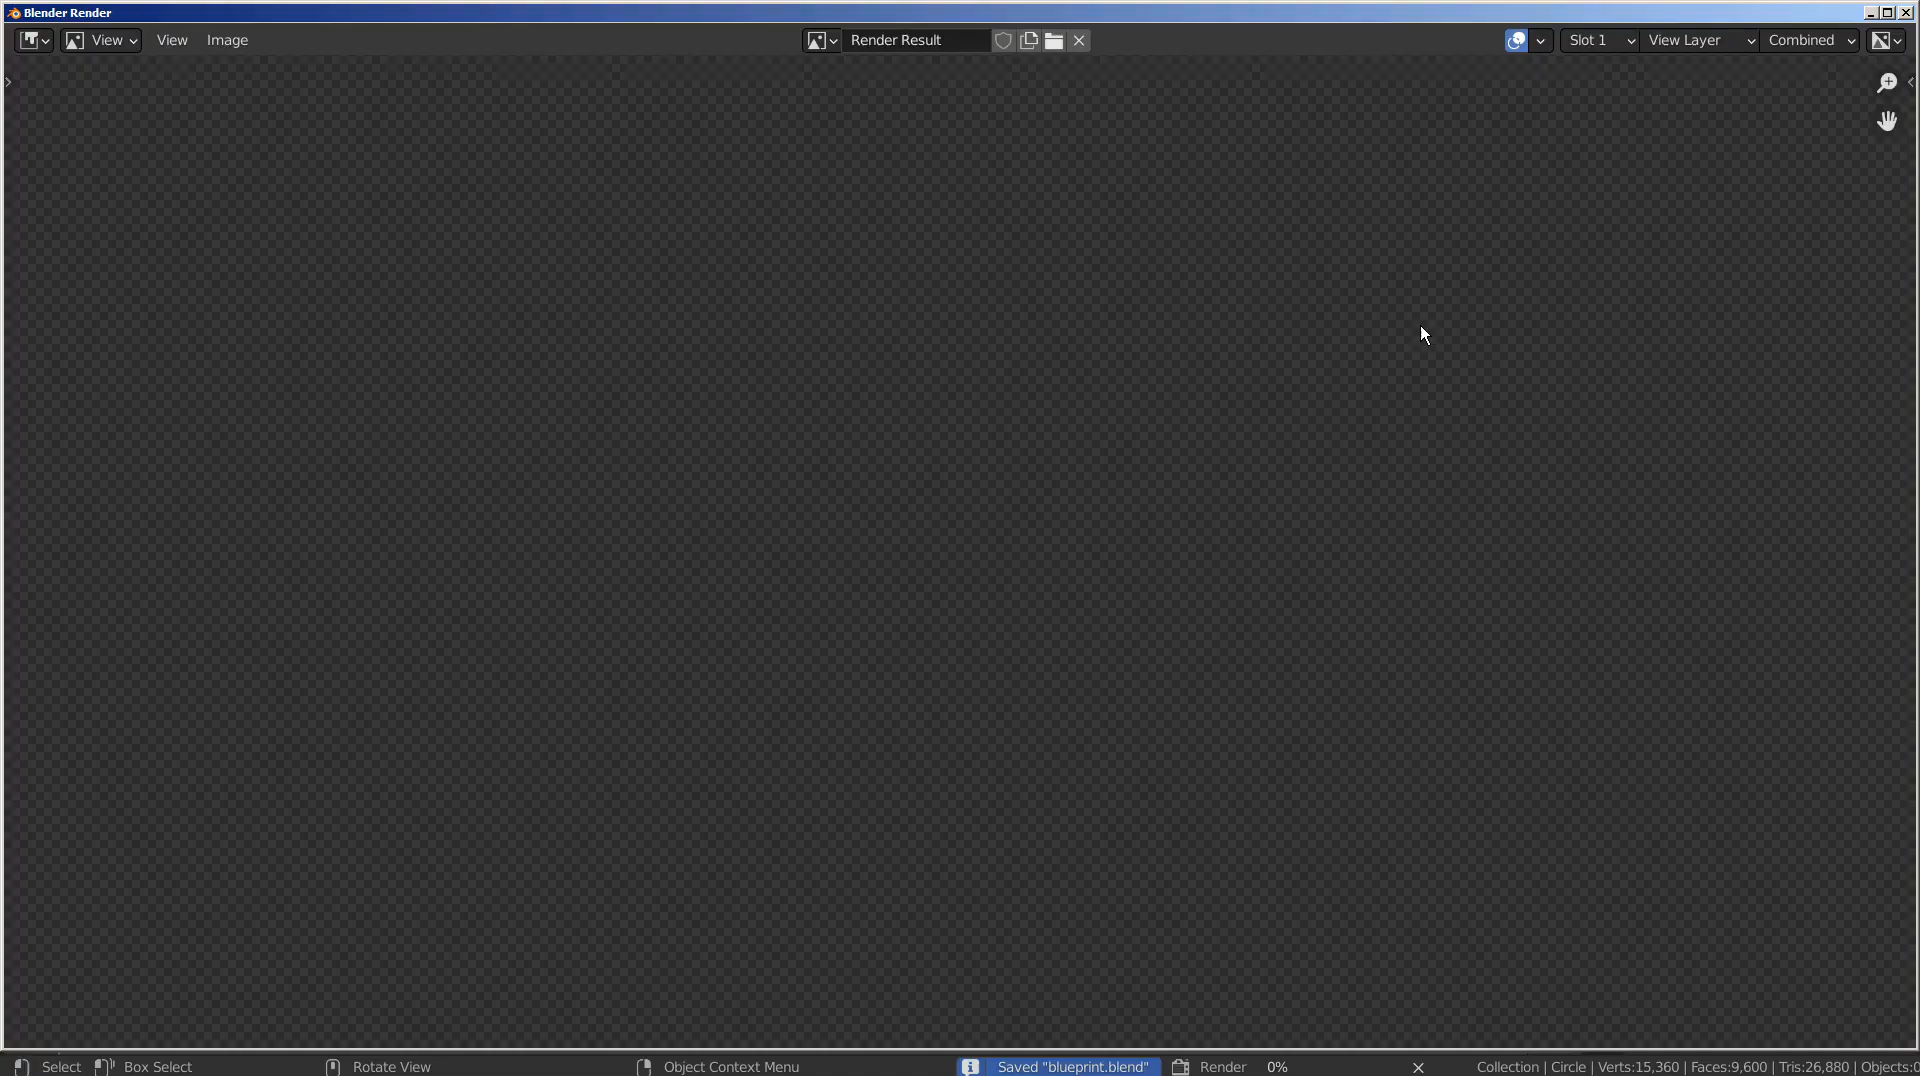 Blender Render
View View Image Render Result Slot 1 View Layer Combined
Select Box Select Rotate View Object Context Menu Saved "blueprint.blend" Render 0% Collection | Circle | Verts:15,360 | Faces:9,600 | Tris:26,880 | Objects:0